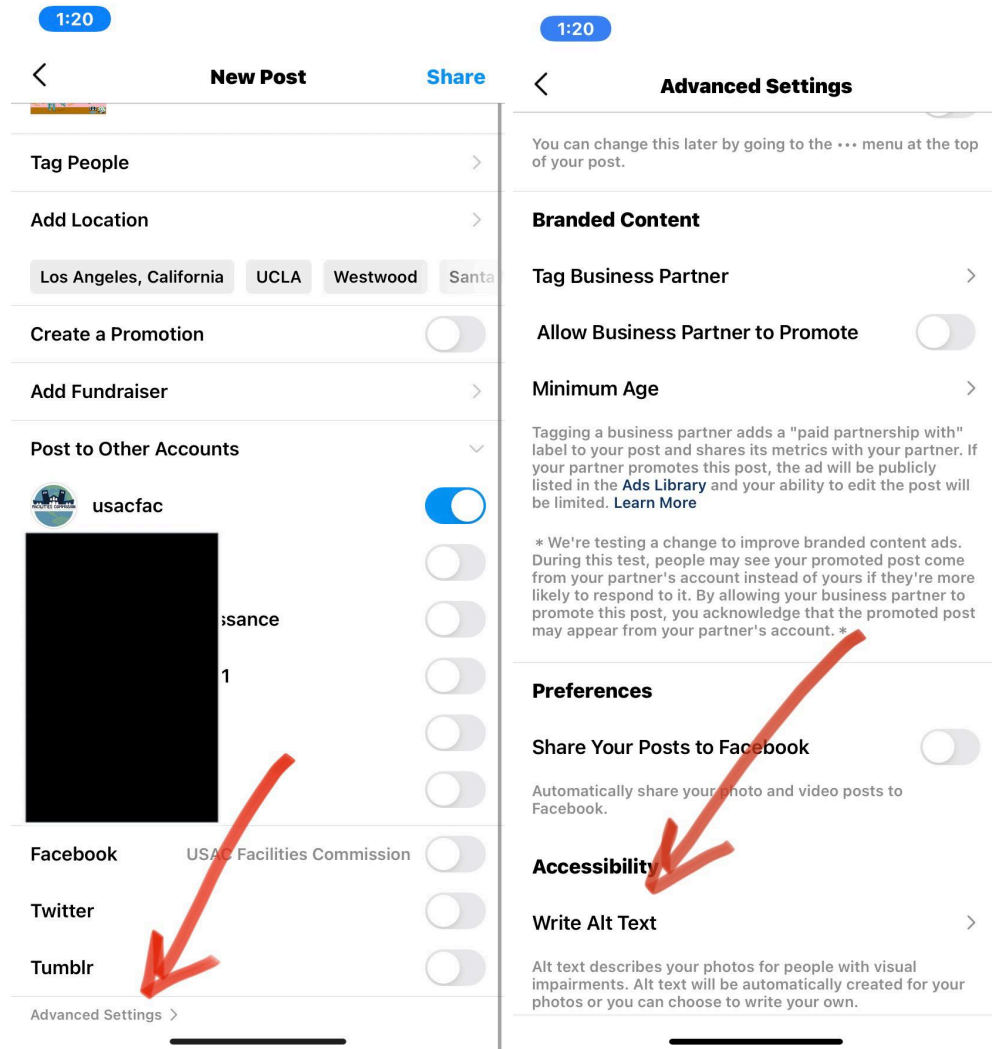 1:20
New Post
Share
Tag People
Add Location
Los Angeles, California
UCLA
Westwood
Santa
Create a Promotion
Add Fundraiser
Post to Other Accounts
FACILITIES COMMISSION
usacfac
ssance
1
Facebook
USAC Facilities Commission
Twitter
Tumblr
Advanced Settings
1:20
Advanced Settings
You can change this later by going to the ••• menu at the top
of your post.
Branded Content
Tag Business Partner
Allow Business Partner to Promote
Minimum Age
Tagging a business partner adds a "paid partnership with"
label to your post and shares its metrics with your partner. If
your partner promotes this post, the ad will be publicly
listed in the Ads Library and your ability to edit the post will
be limited. Learn More
* We're testing a change to improve branded content ads.
During this test, people may see your promoted post come
from your partner's account instead of yours if they're more
likely to respond to it. By allowing your business partner to
promote this post, you acknowledge that the promoted post
may appear from your partner's account. *
Preferences
Share Your Posts to Facebook
Automatically share your photo and video posts to
Facebook.
Accessibility
Write Alt Text
Alt text describes your photos for people with visual
impairments. Alt text will be automatically created for your
photos or you can choose to write your own.